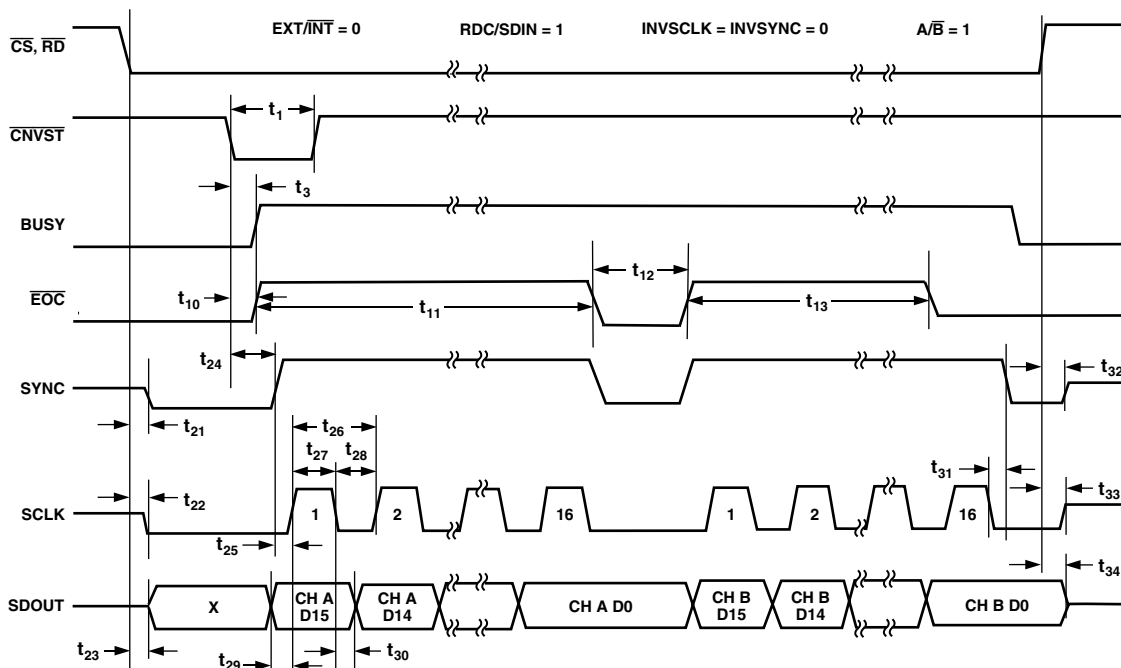 EXT/INT = 0 RDC/SDIN = 1 INVSCLK = INVSYNC = 0 A/B = 1
CS, RD
t1
CNVST
t3
BUSY
t12
EOC
t10
t11
t13
t24
SYNC
t32
t21
t26
t27 t28
t31
t22
t33
SCLK
1 2 16 1 2 16
t25
t34
SDOUT
X
CH A D15
CH A D14
CH A D0
CH B D15
CH B D14
CH B D0
t23
t29
t30